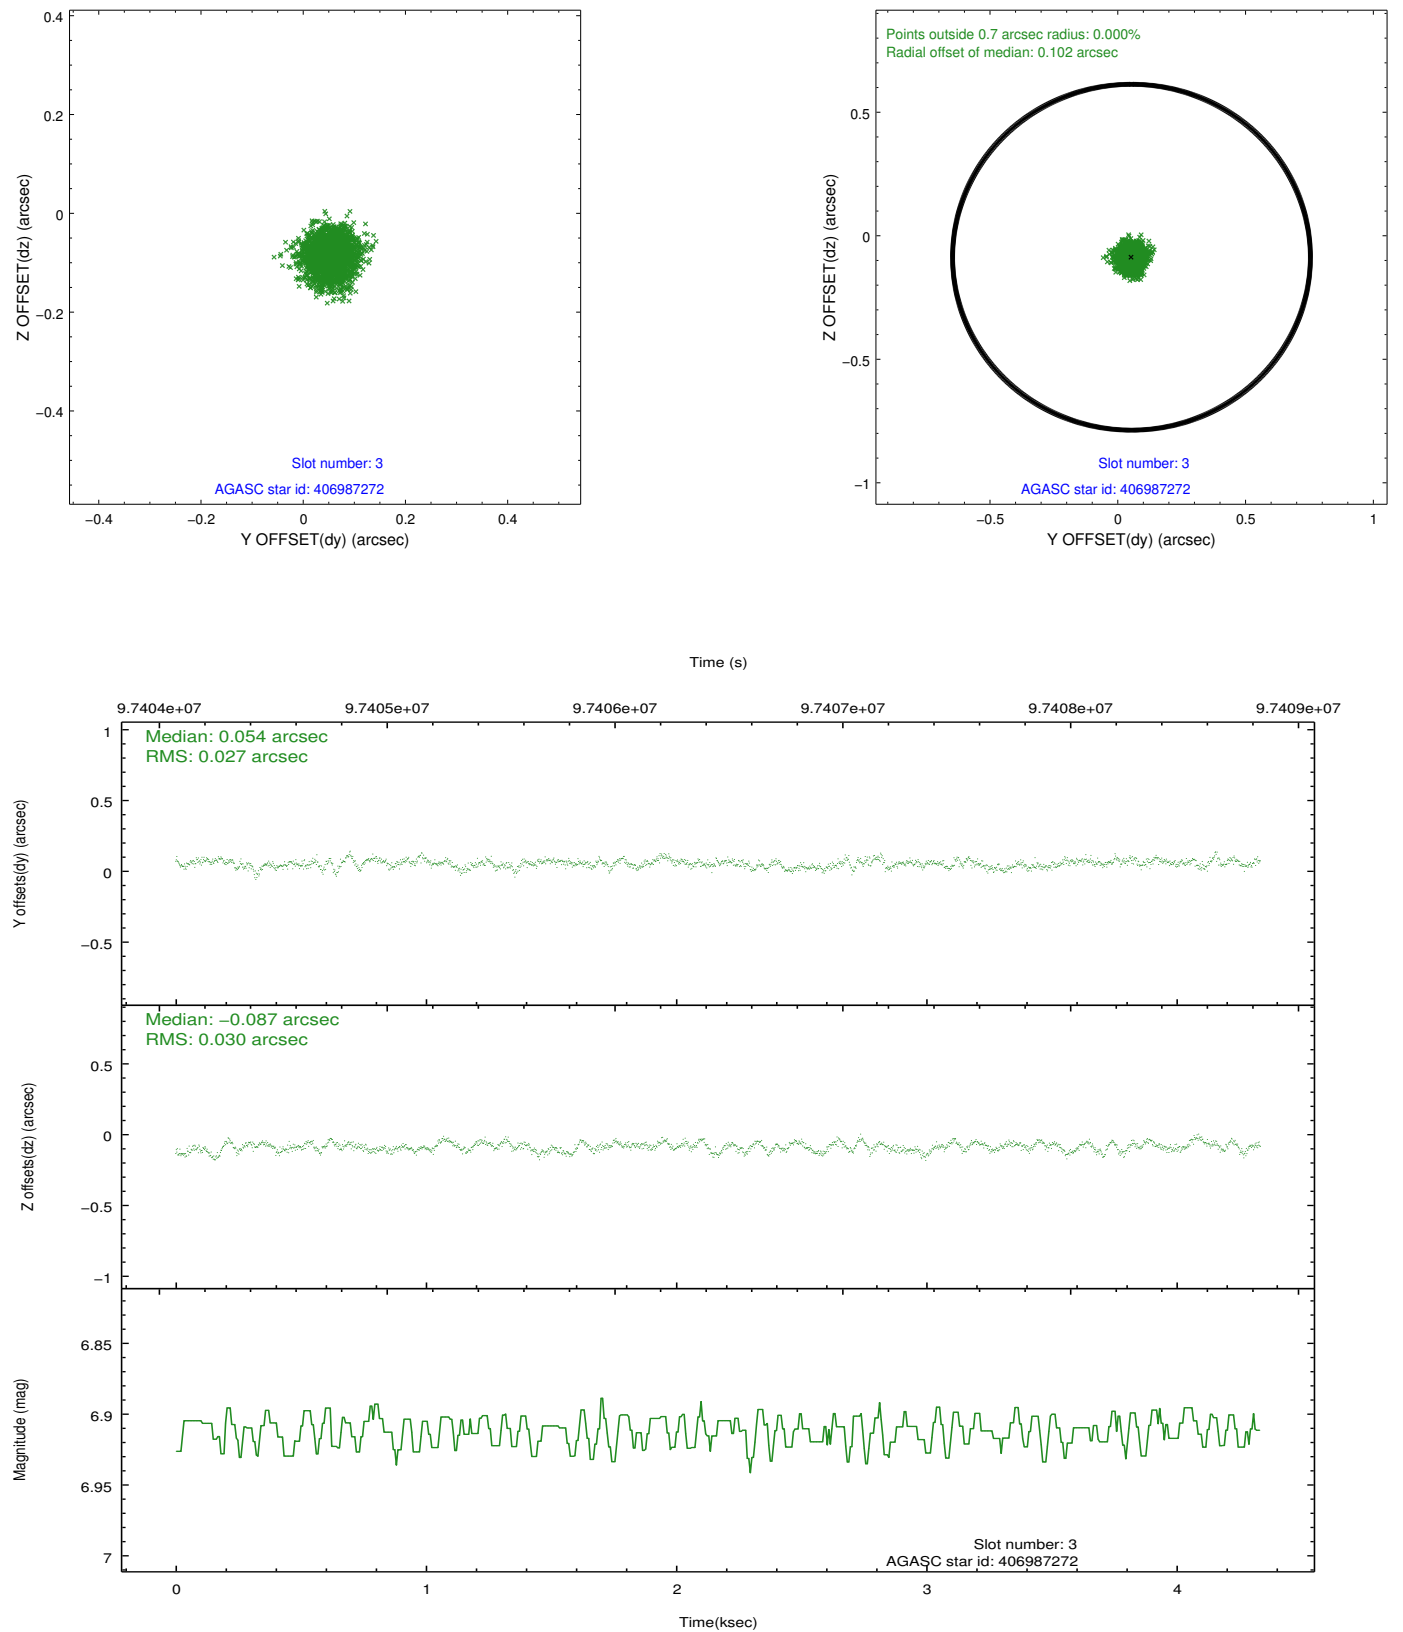 0.4
0.2
0
−0.2
−0.4
Z OFFSET(dz) (arcsec)
Slot number: 3
AGASC star id: 406987272
−0.4 −0.2 0 0.2 0.4
Y OFFSET(dy) (arcsec)
Points outside 0.7 arcsec radius: 0.000%
Radial offset of median: 0.102 arcsec
0.5
0
−0.5
−1
Z OFFSET(dz) (arcsec)
Slot number: 3
AGASC star id: 406987272
−0.5 0 0.5 1
Y OFFSET(dy) (arcsec)
Time (s)
9.7404e+07 9.7405e+07 9.7406e+07 9.7407e+07 9.7408e+07 9.7409e+07
Median: 0.054 arcsec
RMS: 0.027 arcsec
1
0.5
0
−0.5
Y offsets(dy) (arcsec)
Median: −0.087 arcsec
RMS: 0.030 arcsec
0.5
0
−0.5
−1
Z offsets(dz) (arcsec)
6.85
6.9
6.95
7
Magnitude (mag)
Slot number: 3
AGASC star id: 406987272
0 1 2 3 4
Time(ksec)